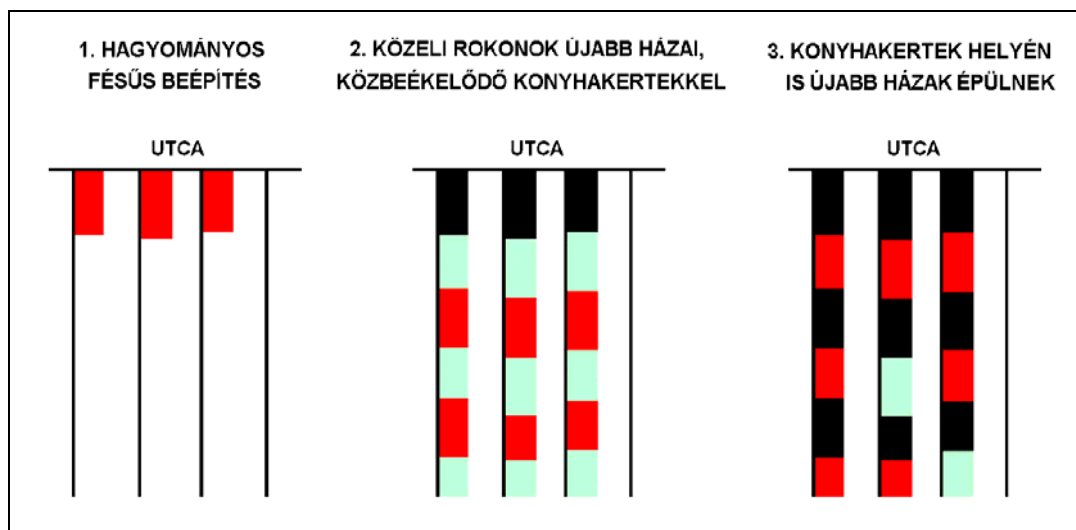 1. HAGYOMÁNYOS
FÉSŰS BEÉPÍTÉS
UTCA
2. KÖZELI ROKONOK ÚJABB HÁZAI,
KÖZBEÉKELŐDŐ KONYHAKERTEKKEL
UTCA
3. KONYHAKERTEK HELYÉN
IS ÚJABB HÁZAK ÉPÜLNEK
UTCA